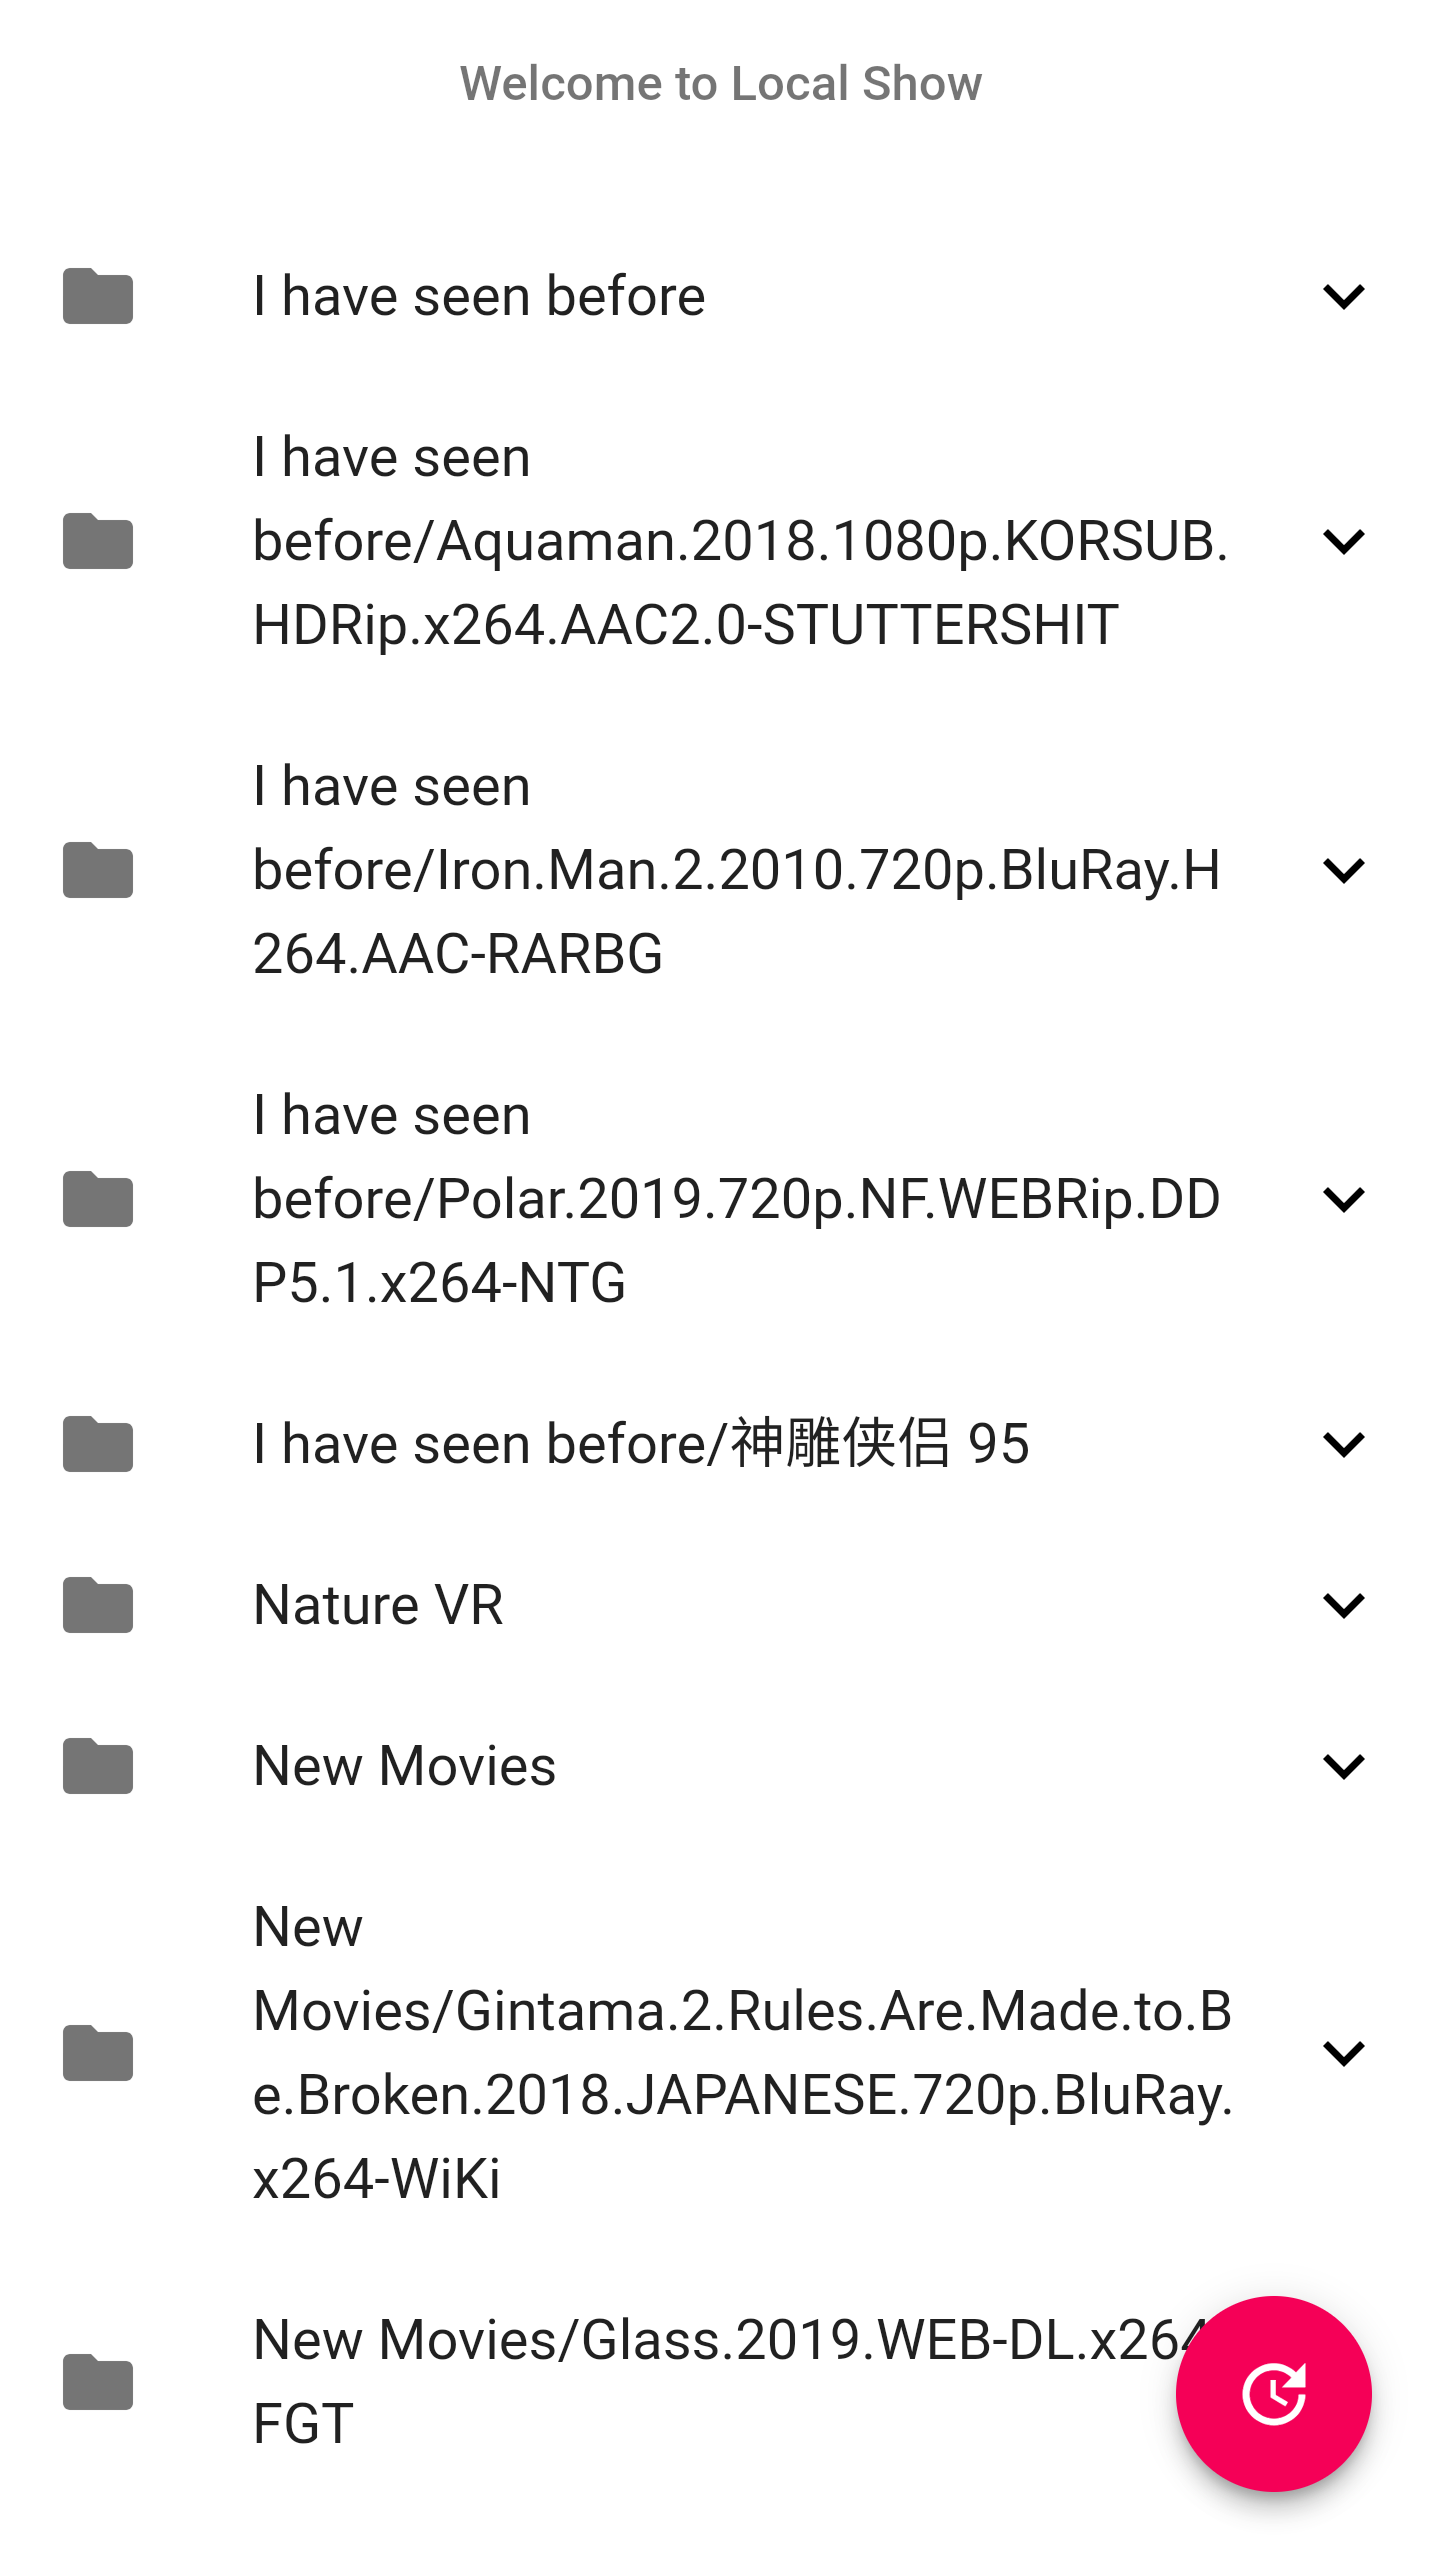 Welcome to Local Show
I have seen before
I have seen
before/Aquaman.2018.1080p.KORSUB.
HDRip.x264.AAC2.0-STUTTERSHIT
I have seen
before/Iron.Man.2.2010.720p.BluRay.H
264.AAC-RARBG
I have seen
before/Polar.2019.720p.NF.WEBRip.DD
P5.1.x264-NTG
I have seen before/神雕侠侣 95
Nature VR
New Movies
New
Movies/Gintama.2.Rules.Are.Made.to.B
e.Broken.2018.JAPANESE.720p.BluRay.
x264-WiKi
New Movies/Glass.2019.WEB-DL.x264
FGT